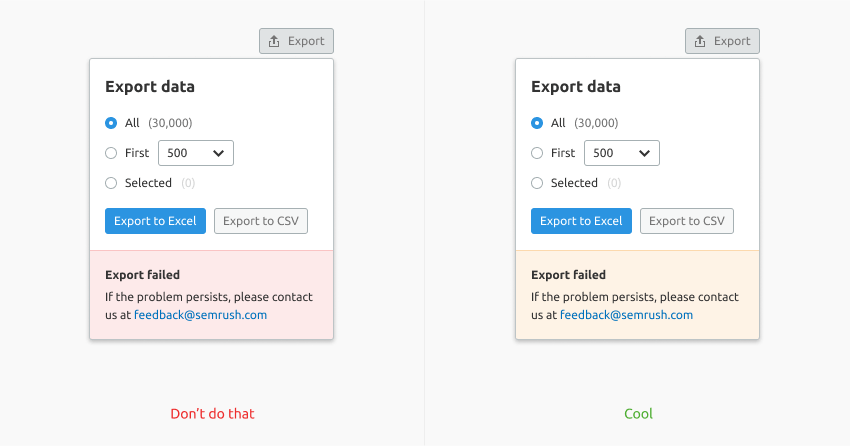 Export
Export data
All (30,000)
First 500
Selected (0)
Export to Excel Export to CSV
Export failed
If the problem persists, please contact
us at feedback@semrush.com
Don't do that
Export
Export data
All (30,000)
First 500
Selected (0)
Export to Excel Export to CSV
Export failed
If the problem persists, please contact
us at feedback@semrush.com
Cool